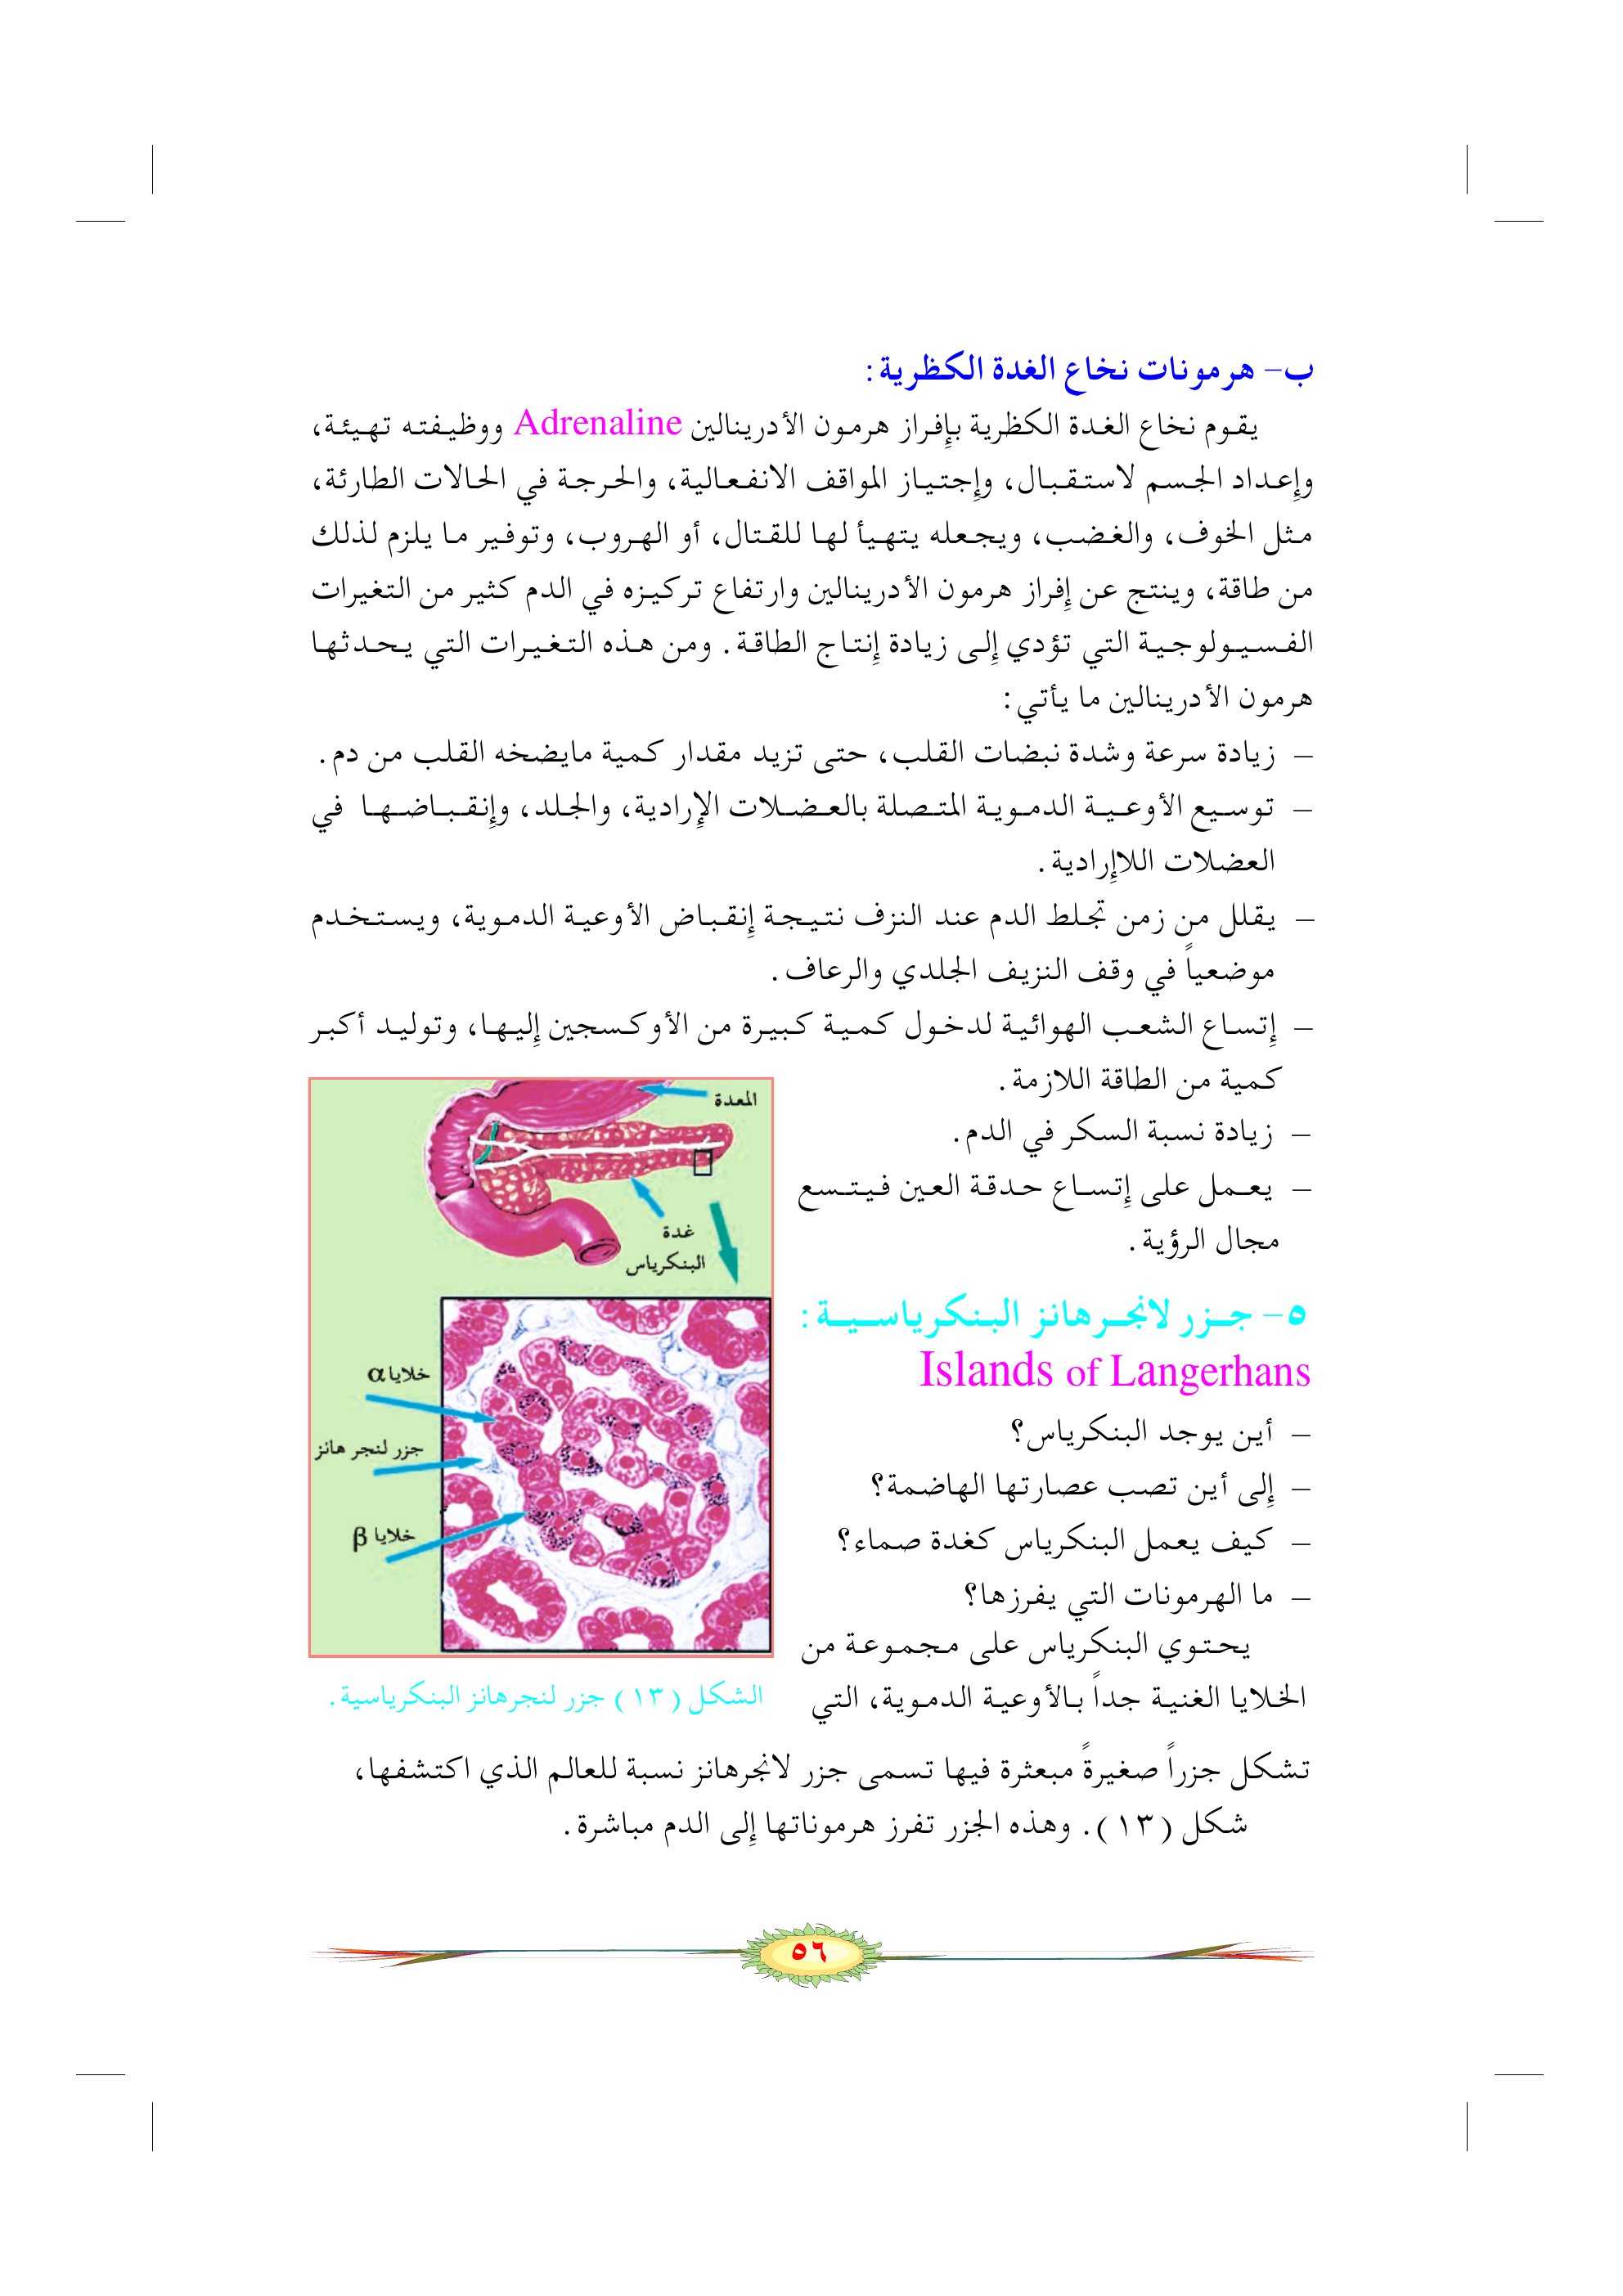 ب- هرمونات نخاع الغدة الكظرية:
يقوم نخاع الغدة الكظرية بإفراز هرمون الأدرينالين Adrenaline ووظيفته تهيئة،
وإعداد الجسم لاستقبال، وإجتياز المواقف الانفعالية، والحرجة في الحالات الطارئة،
مثل الخوف، والغضب، ويجعله يتهيأ لها للقتال، أو الهروب، وتوفير ما يلزم لذلك
من طاقة، وينتج عن إفراز هرمون الأدرينالين وارتفاع تركيزه في الدم كثير من التغيرات
الفسيولوجية التي تؤدي إلى زيادة إنتاج الطاقة. ومن هذه التغيرات التي يحدثها
هرمون الأدرينالين ما يأتي:
– زيادة سرعة وشدة نبضات القلب، حتى تزيد مقدار كمية مايضخه القلب من دم.
– توسيع الأوعية الدموية المتصلة بالعضلات الإرادية، والجلد، وإنقباضها في
العضلات اللاإرادية.
– يقلل من زمن تجلط الدم عند النزف نتيجة إنقباض الأوعية الدموية، ويستخدم
موضعياً في وقف النزيف الجلدي والرعاف.
– إتساع الشعب الهوائية لدخول كمية كبيرة من الأوكسجين إليها، وتوليد أكبر
كمية من الطاقة اللازمة.
– زيادة نسبة السكر في الدم.
– يعمل على إتساع حدقة العين فيتسع
مجال الرؤية.
٥- جزر لانجرهانز البنكرياسية:
Islands of Langerhans
– أين يوجد البنكرياس؟
– إلى أين تصب عصارتها الهاضمة؟
– كيف يعمل البنكرياس كغدة صماء؟
– ما الهرمونات التي يفرزها؟
يحتوي البنكرياس على مجموعة من
الخلايا الغنية جداً بالأوعية الدموية، التي
المعدة
غدة
البنكرياس
خلايا α
جزر لنجر هانز
خلايا β
الشكل (١٣) جزر لنجرهانز البنكرياسية.
تشكل جزراً صغيرةً مبعثرة فيها تسمى جزر لانجرهانز نسبة للعالم الذي اكتشفها،
شكل (١٣). وهذه الجزر تفرز هرموناتها إلى الدم مباشرة.
٥٦